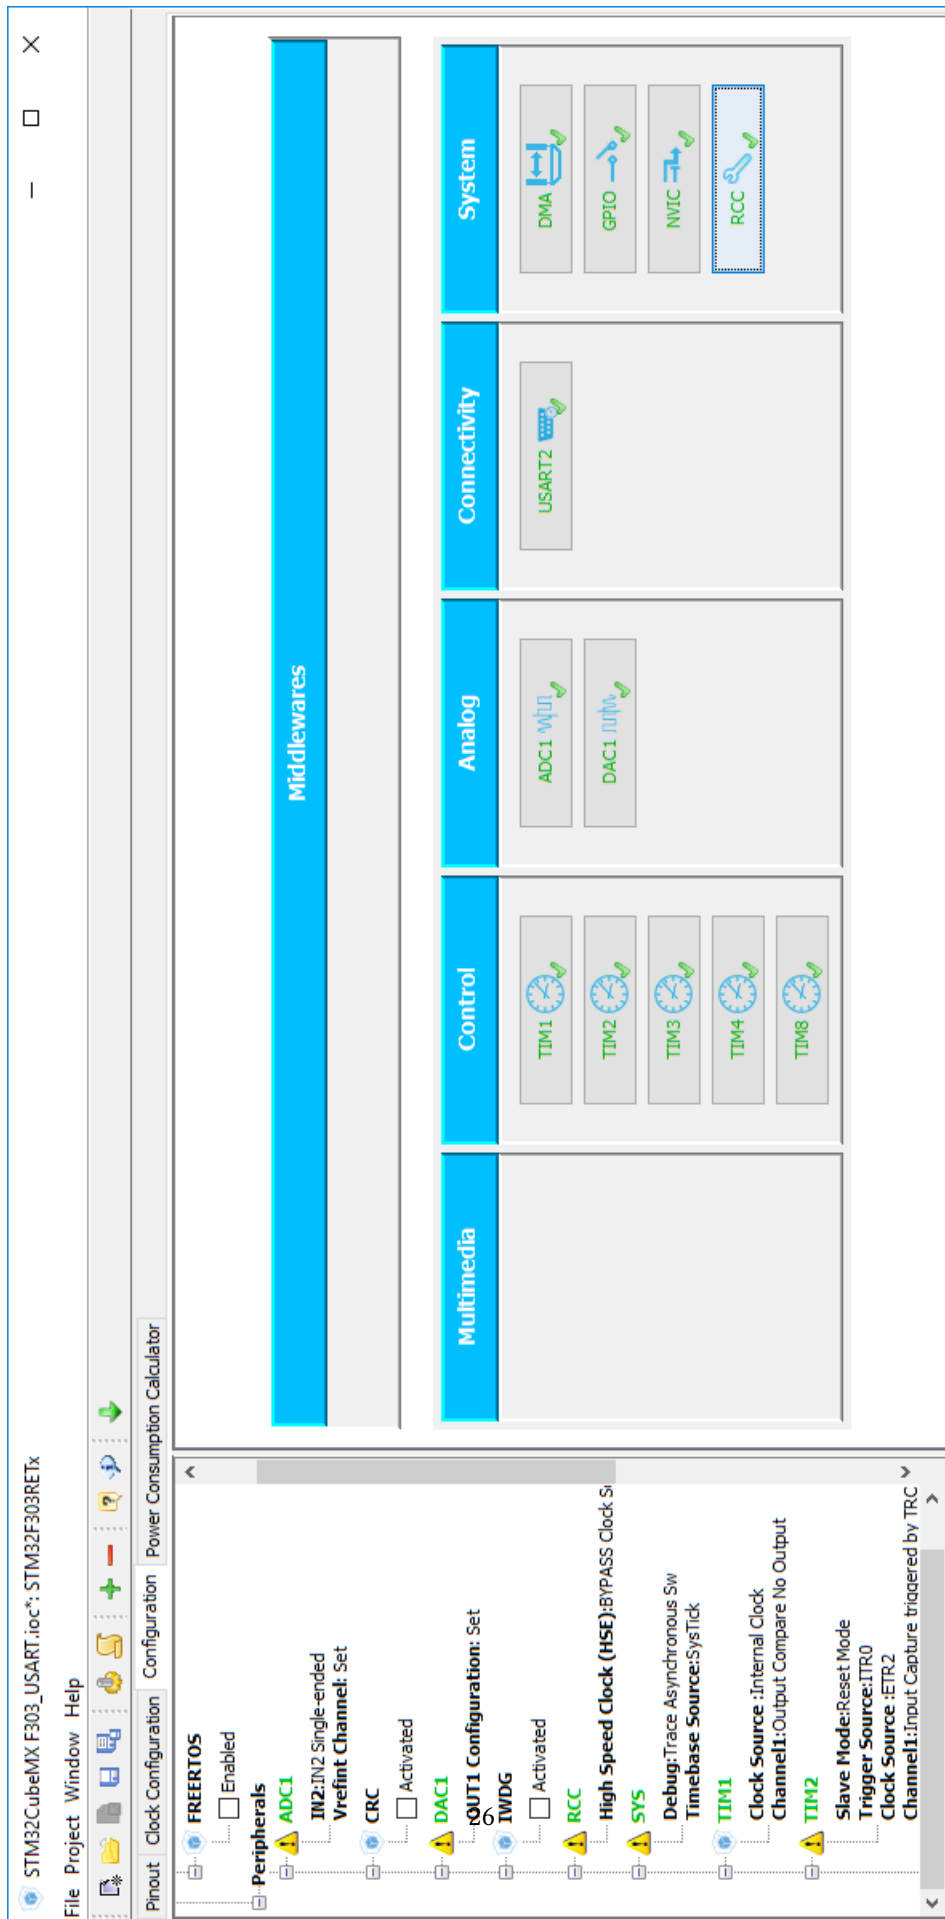 STM32CubeMX F303_USART.ioc*: STM32F303RETx
File Project Window Help
Pinout Clock Configuration Configuration Power Consumption Calculator
FREERTOS
Enabled
Peripherals
ADC1
IN2:IN2 Single-ended
Vrefint Channel: Set
CRC
Activated
DAC1
OUT1 Configuration: Set
26
IWDG
Activated
RCC
High Speed Clock (HSE):BYPASS Clock S
SYS
Debug:Trace Asynchronous Sw
Timebase Source:SysTick
TIM1
Clock Source :Internal Clock
Channel1:Output Compare No Output
TIM2
Slave Mode:Reset Mode
Trigger Source:ITR0
Clock Source :ETR2
Channel1:Input Capture triggered by TRC
Middlewares
Multimedia
Control
TIM1
TIM2
TIM3
TIM4
TIM8
Analog
ADC1
DAC1
Connectivity
USART2
System
DMA
GPIO
NVIC
RCC